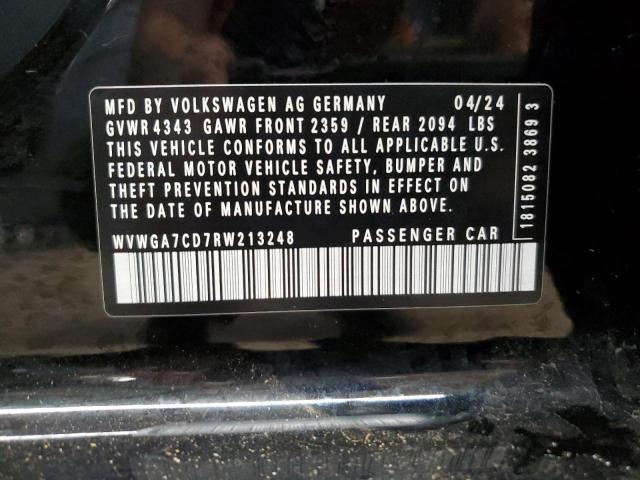 MFD BY VOLKSWAGEN AG GERMANY 04/24
GVWR 4343 GAWR FRONT 2359 / REAR 2094 LBS
THIS VEHICLE CONFORMS TO ALL APPLICABLE U.S.
FEDERAL MOTOR VEHICLE SAFETY, BUMPER AND
THEFT PREVENTION STANDARDS IN EFFECT ON
THE DATE OF MANUFACTURE SHOWN ABOVE.
WVWGA7CD7RW213248 PASSENGER CAR
1815082 3869 3